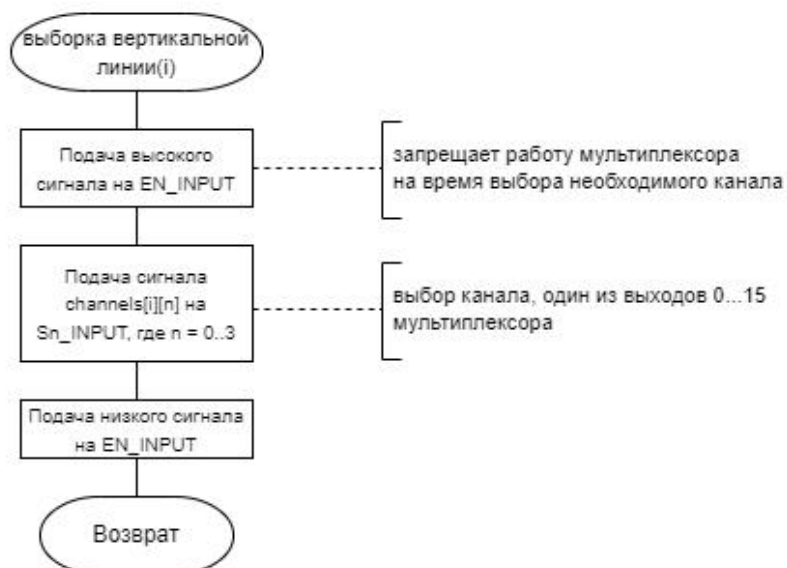 выборка вертикальной
линии(i)
Подача высокого
сигнала на EN_INPUT
запрещает работу мультиплексора
на время выбора необходимого канала
Подача сигнала
channels[i][n] на
Sn_INPUT, где n = 0..3
выбор канала, один из выходов 0...15
мультиплексора
Подача низкого сигнала
на EN_INPUT
Возврат